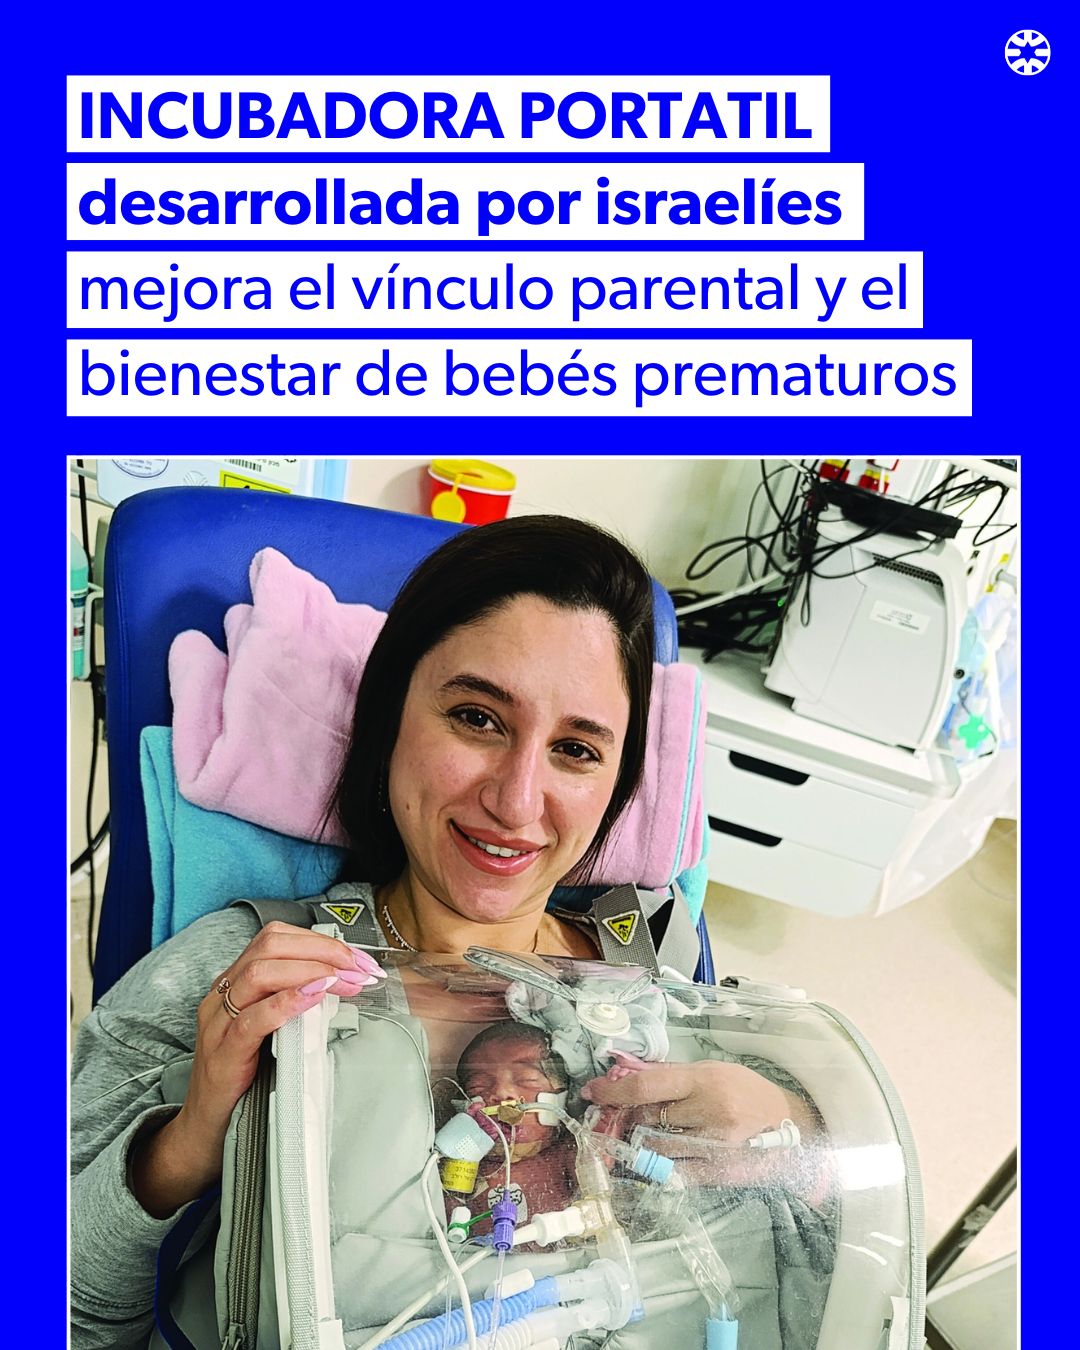 INCUBADORA PORTATIL
desarrollada por israelíes
mejora el vínculo parental y el
bienestar de bebés prematuros